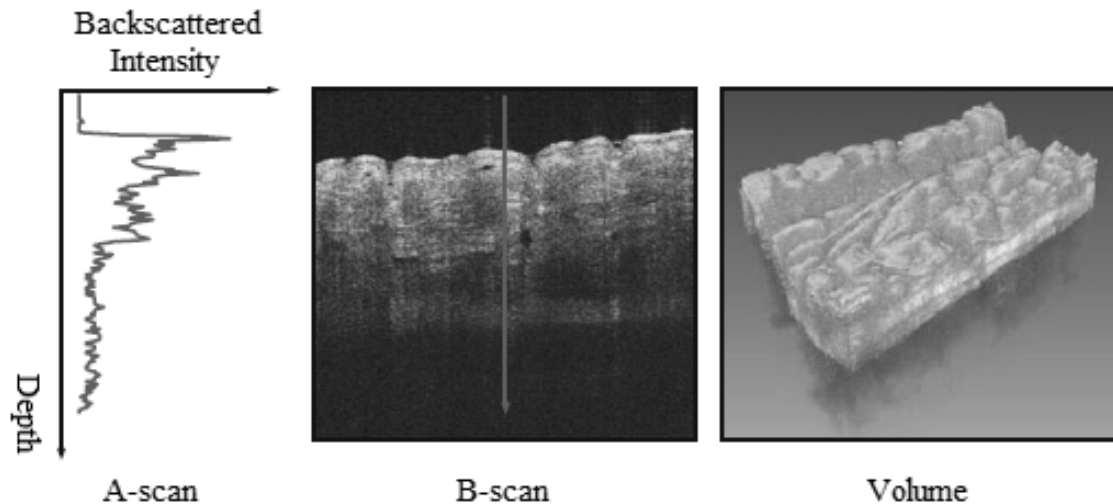 Backscattered
Intensity
Depth
A-scan
B-scan
Volume